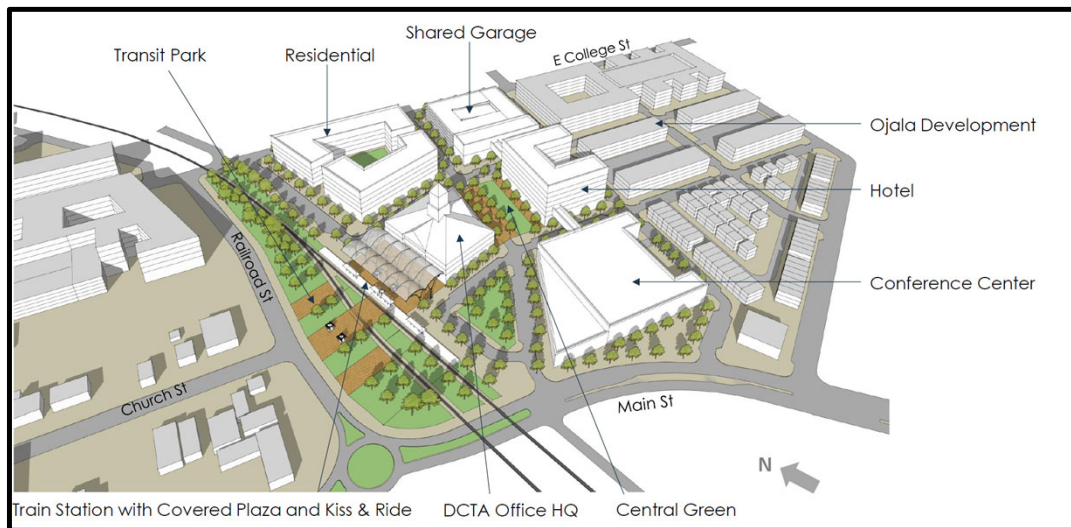 Shared Garage
Transit Park
Residential
E College St
Ojala Development
Hotel
Railroad St
Conference Center
Church St
Main St
N
Train Station with Covered Plaza and Kiss & Ride
DCTA Office HQ
Central Green